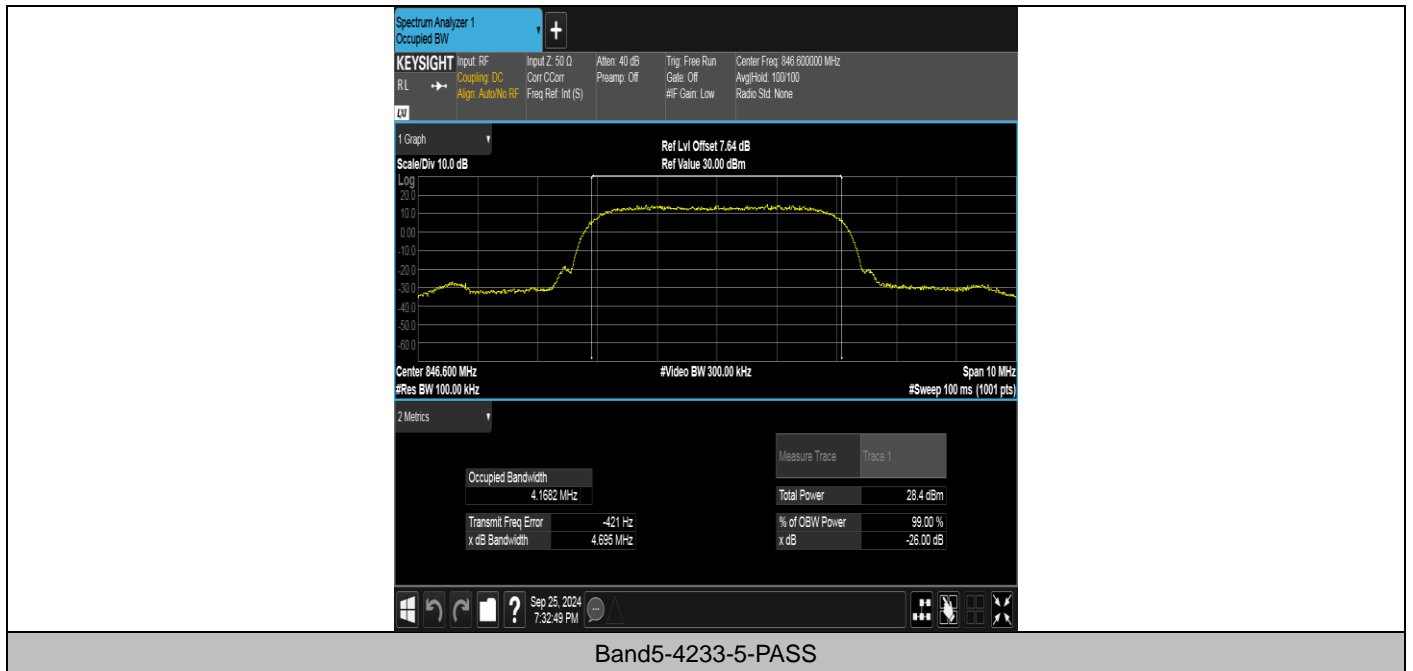 Spectrum Analyzer 1
Occupied BW
+
KEYSIGHT Input: RF Input Z: 50 Ω Atten: 40 dB Trig: Free Run Center Freq: 846.600000 MHz
RL Coupling: DC Corr CCorr Preamp: Off Gate: Off Avg|Hold: 100/100
Align: Auto/No RF Freq Ref: Int (S) #IF Gain: Low Radio Std: None
LXI
1 Graph Ref Lvl Offset 7.64 dB
Scale/Div 10.0 dB Ref Value 30.00 dBm
Log
20.0
10.0
0.00
-10.0
-20.0
-30.0
-40.0
-50.0
-60.0
Center 846.600 MHz #Video BW 300.00 kHz Span 10 MHz
#Res BW 100.00 kHz #Sweep 100 ms (1001 pts)
2 Metrics
Measure Trace Trace 1
Occupied Bandwidth
4.1682 MHz Total Power 28.4 dBm
Transmit Freq Error -421 Hz % of OBW Power 99.00 %
x dB Bandwidth 4.695 MHz x dB -26.00 dB
? Sep 25, 2024
7:32:49 PM
Band5-4233-5-PASS